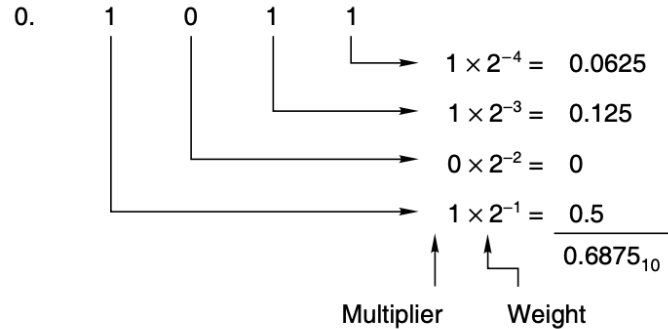 0. 1 0 1 1
1 × 2⁻⁴ = 0.0625
1 × 2⁻³ = 0.125
0 × 2⁻² = 0
1 × 2⁻¹ = 0.5
0.6875₁₀
Multiplier Weight